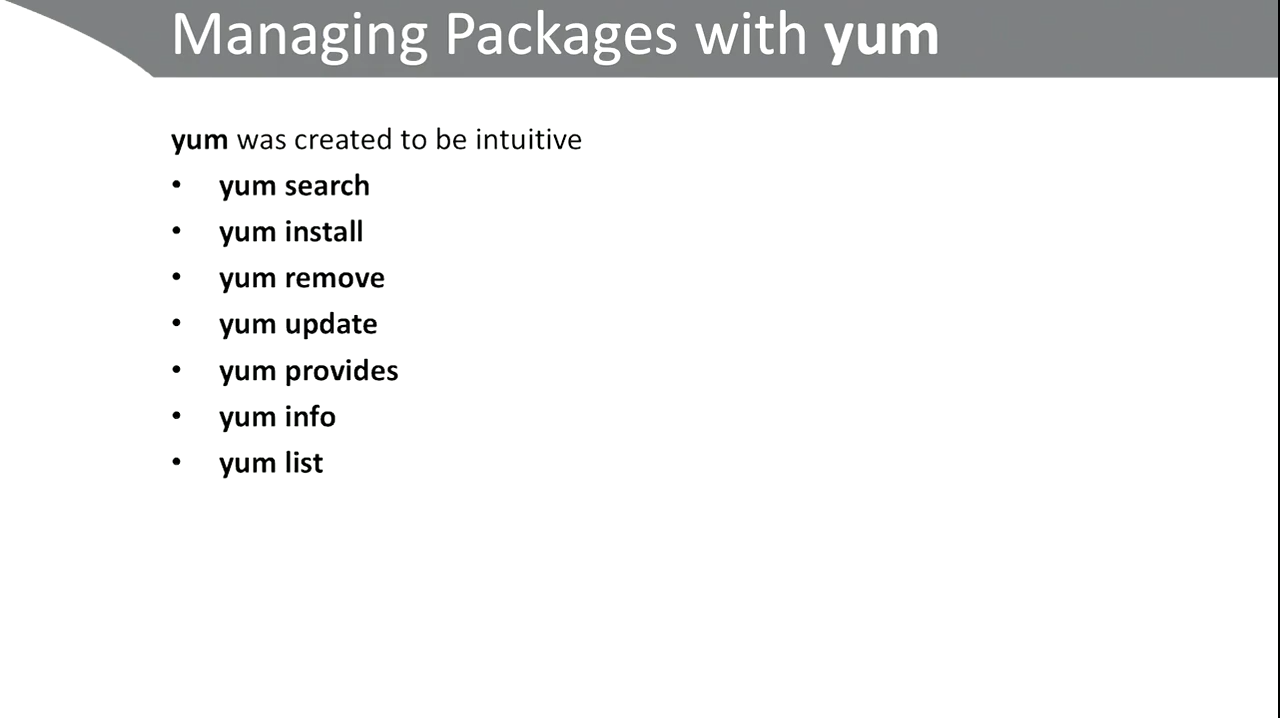 Managing Packages with yum
yum was created to be intuitive
• yum search
• yum install
• yum remove
• yum update
• yum provides
• yum info
• yum list